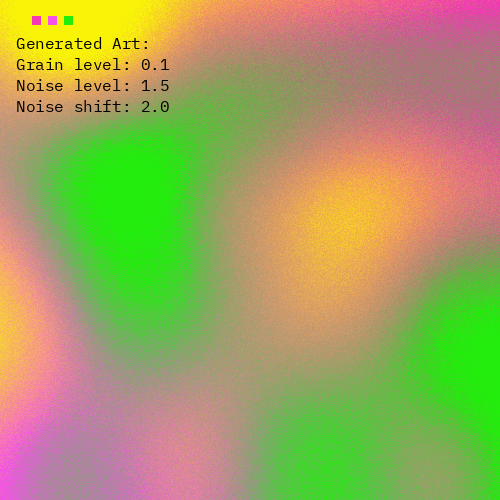 Generated Art:
Grain level: 0.1
Noise level: 1.5
Noise shift: 2.0